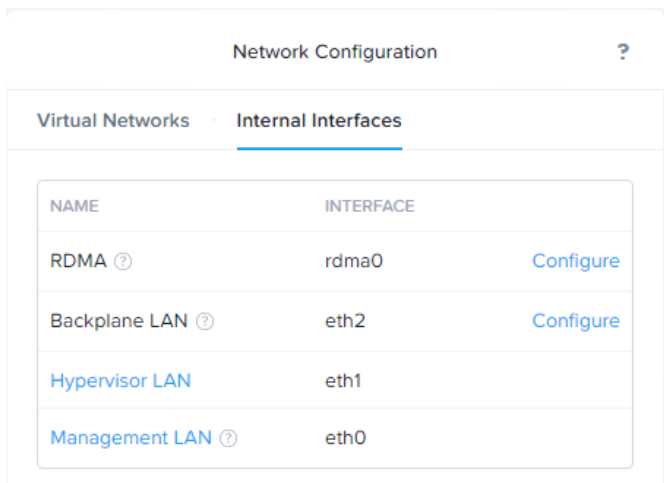 Network Configuration ?
Virtual Networks · Internal Interfaces
NAME INTERFACE
RDMA ? rdma0 Configure
Backplane LAN ? eth2 Configure
Hypervisor LAN eth1
Management LAN ? eth0